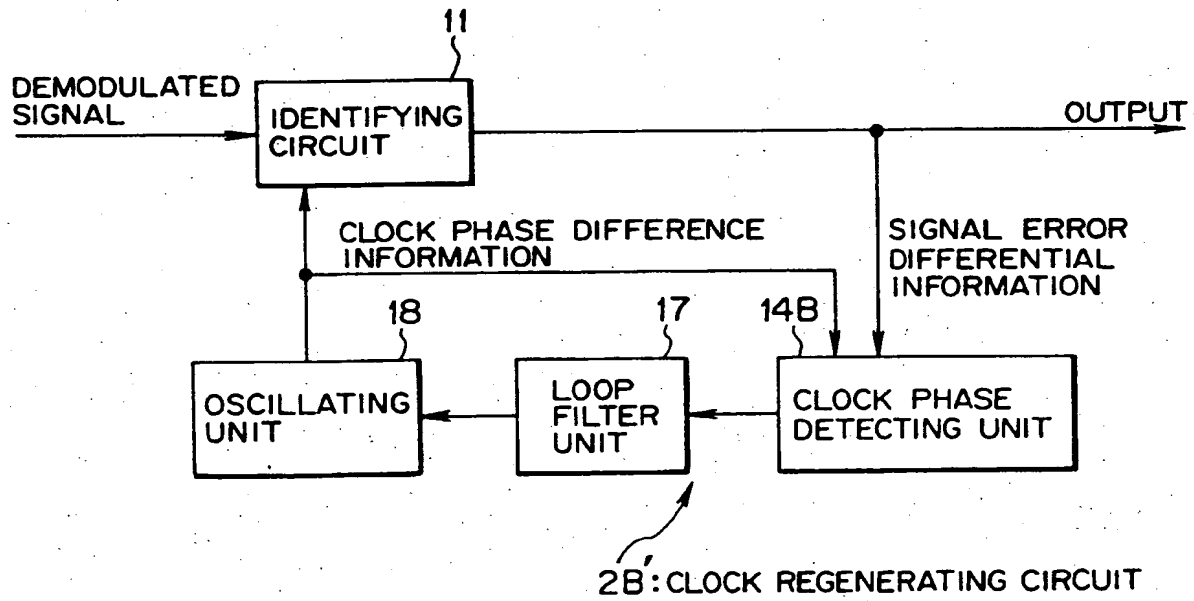 11
DEMODULATED
SIGNAL
IDENTIFYING
CIRCUIT
OUTPUT
CLOCK PHASE DIFFERENCE
INFORMATION
SIGNAL ERROR
DIFFERENTIAL
INFORMATION
18
17
14B
OSCILLATING
UNIT
LOOP
FILTER
UNIT
CLOCK PHASE
DETECTING UNIT
2B': CLOCK REGENERATING CIRCUIT